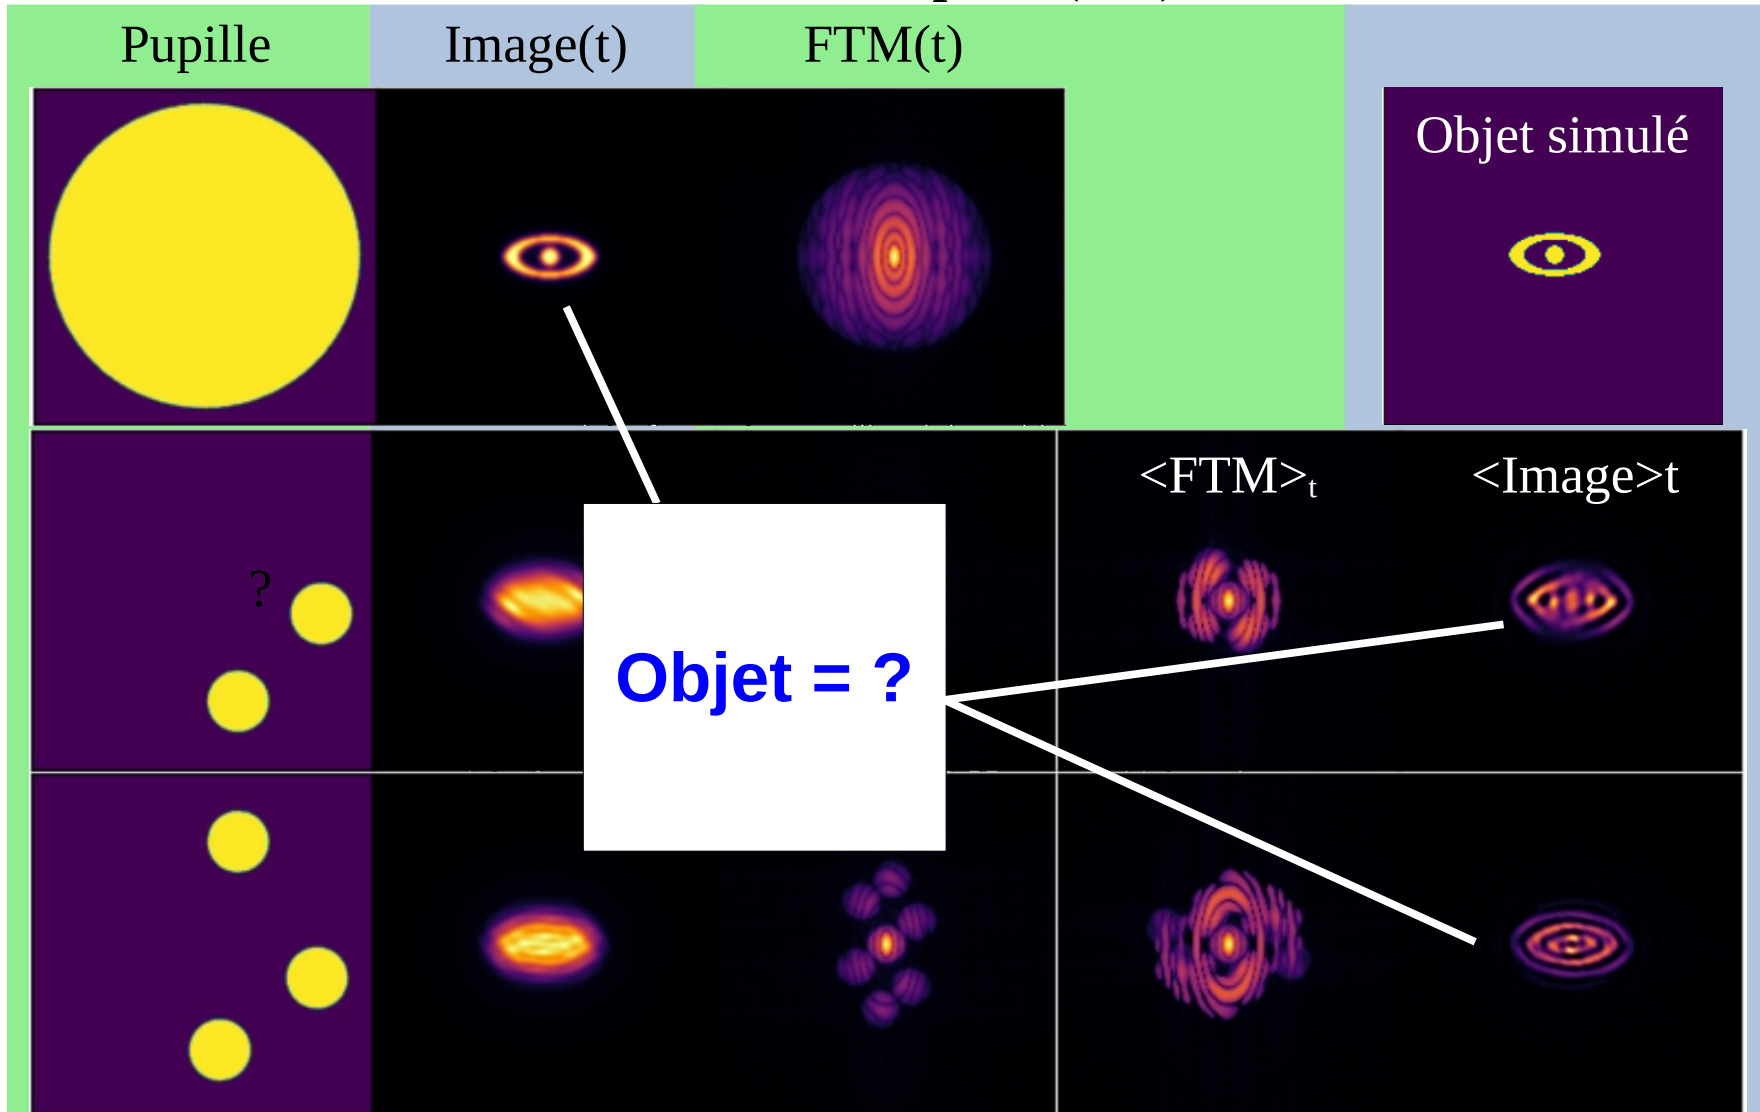 Pupille
Image(t)
FTM(t)
Objet simulé
<FTM>t
<Image>t
?
Objet = ?